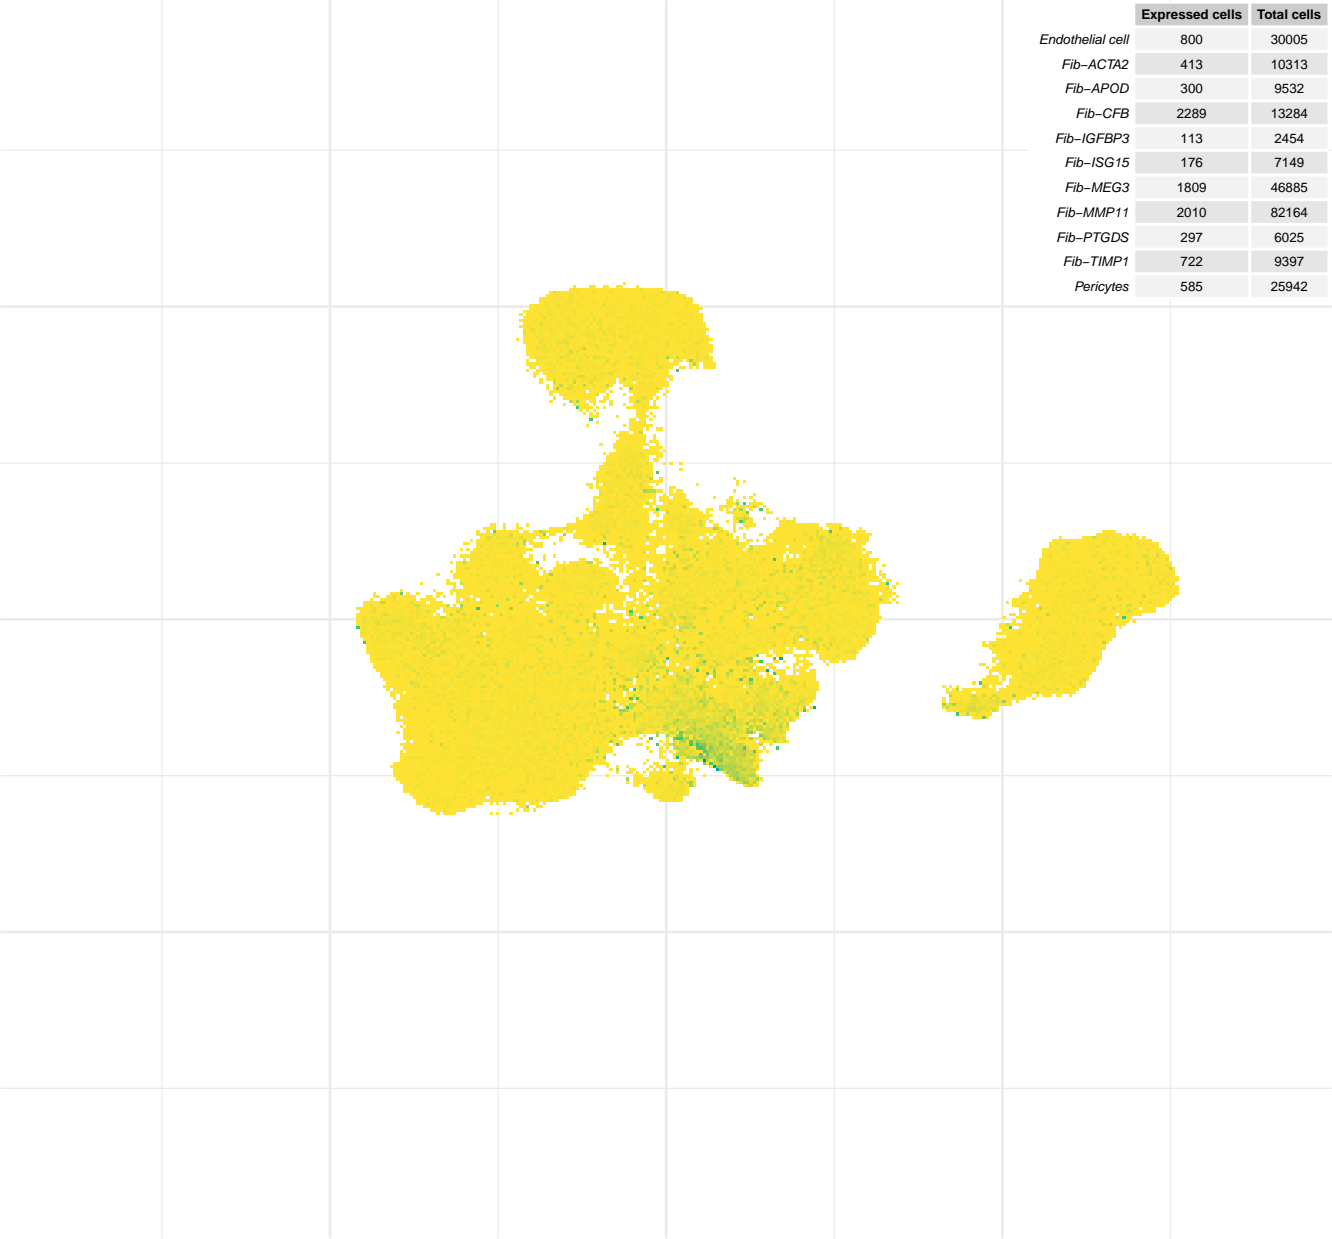 Expressed cells Total cells
Endothelial cell 800 30005
Fib−ACTA2 413 10313
Fib−APOD 300 9532
Fib−CFB 2289 13284
Fib−IGFBP3 113 2454
Fib−ISG15 176 7149
Fib−MEG3 1809 46885
Fib−MMP11 2010 82164
Fib−PTGDS 297 6025
Fib−TIMP1 722 9397
Pericytes 585 25942